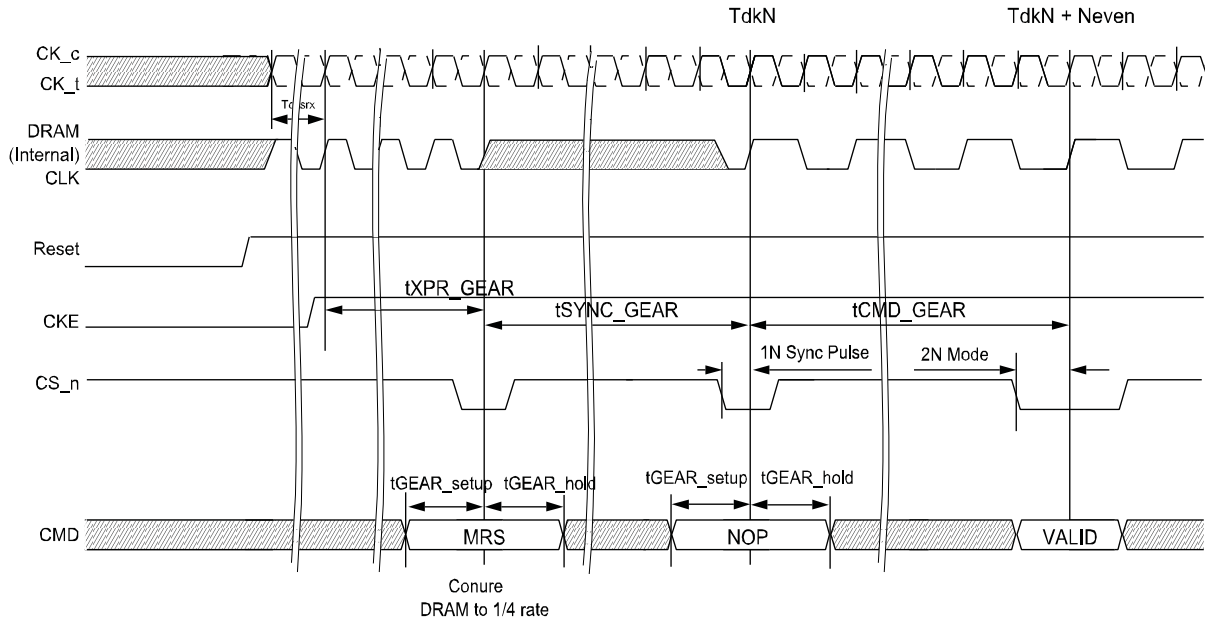 TdkN
TdkN + Neven
CK_c
CK_t
DRAM
(Internal)
CLK
Reset
tXPR_GEAR
CKE
tSYNC_GEAR
tCMD_GEAR
1N Sync Pulse
2N Mode
CS_n
tGEAR_setup
tGEAR_hold
tGEAR_setup
tGEAR_hold
CMD
MRS
NOP
VALID
Conure
DRAM to 1/4 rate